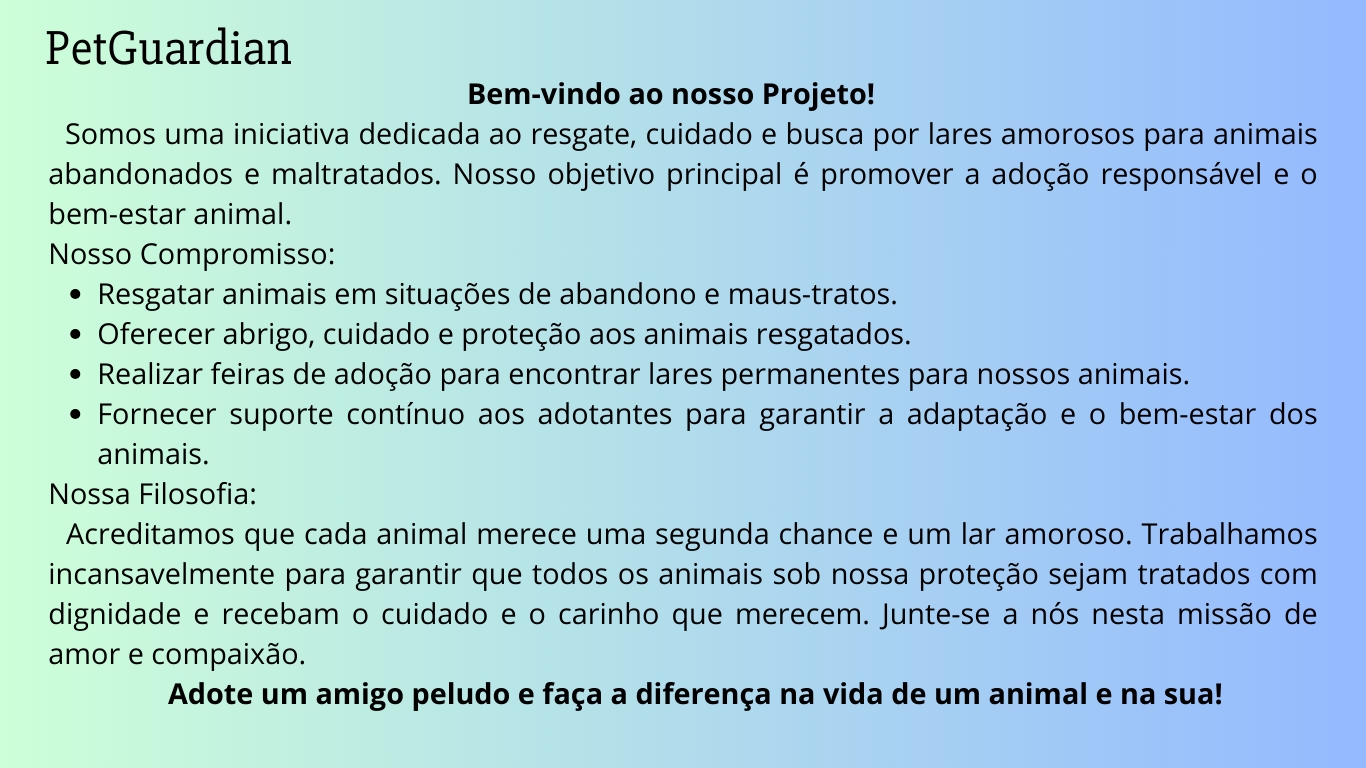 PetGuardian
Bem-vindo ao nosso Projeto!
Somos uma iniciativa dedicada ao resgate, cuidado e busca por lares amorosos para animais
abandonados e maltratados. Nosso objetivo principal é promover a adoção responsável e o
bem-estar animal.
Nosso Compromisso:
• Resgatar animais em situações de abandono e maus-tratos.
• Oferecer abrigo, cuidado e proteção aos animais resgatados.
• Realizar feiras de adoção para encontrar lares permanentes para nossos animais.
• Fornecer suporte contínuo aos adotantes para garantir a adaptação e o bem-estar dos
animais.
Nossa Filosofia:
Acreditamos que cada animal merece uma segunda chance e um lar amoroso. Trabalhamos
incansavelmente para garantir que todos os animais sob nossa proteção sejam tratados com
dignidade e recebam o cuidado e o carinho que merecem. Junte-se a nós nesta missão de
amor e compaixão.
Adote um amigo peludo e faça a diferença na vida de um animal e na sua!